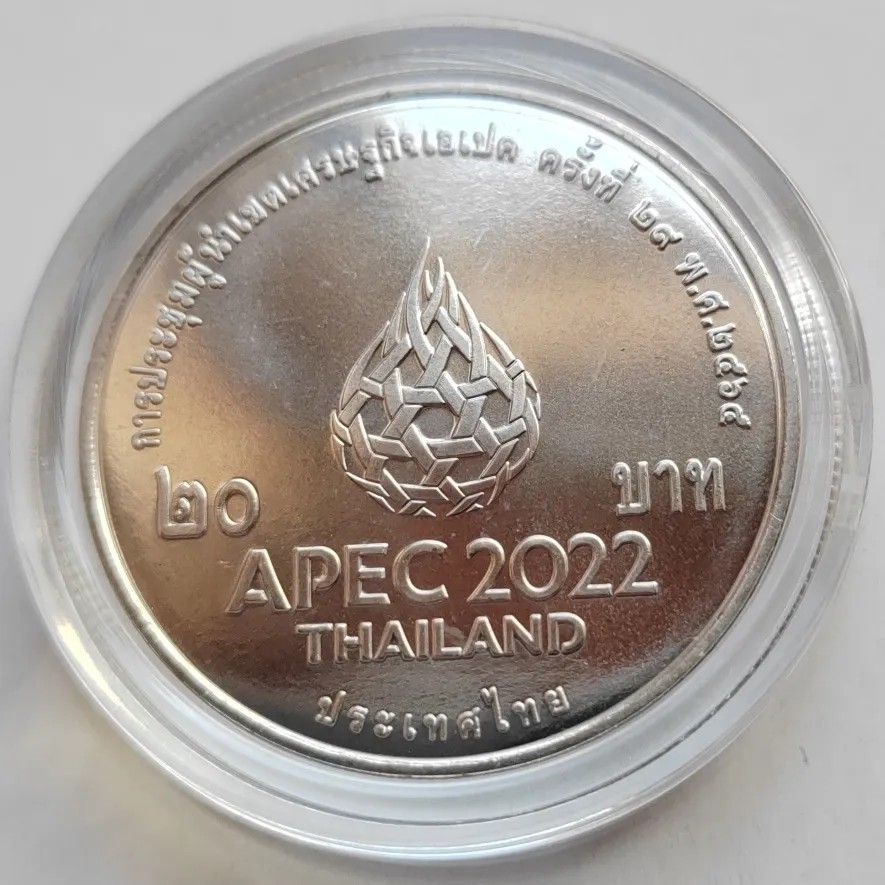 การประชุมผู้นำเขตเศรษฐกิจเอเปค ครั้งที่ ๒๙ พ.ศ.๒๕๖๕
๒๐ บาท
APEC 2022
THAILAND
ประเทศไทย